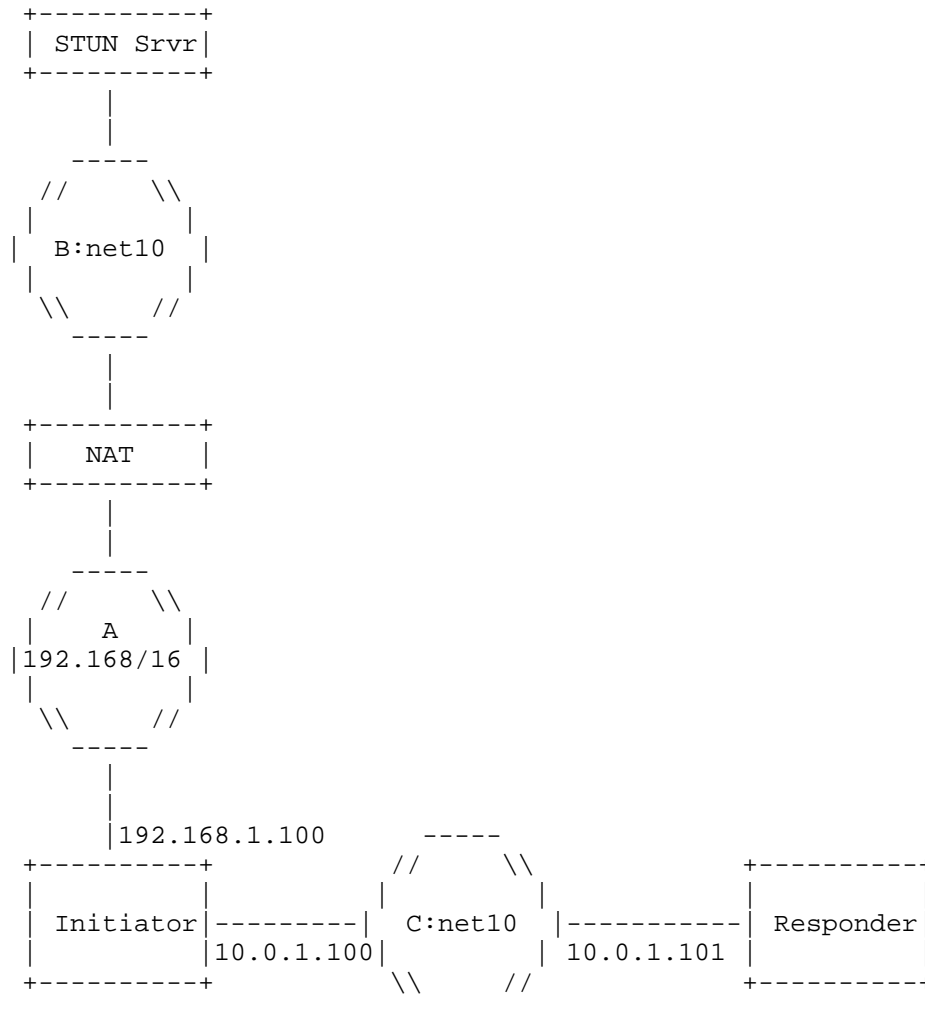 STUN Srvr
B:net10
NAT
A
192.168/16
192.168.1.100
Initiator
C:net10
Responder
10.0.1.100
10.0.1.101